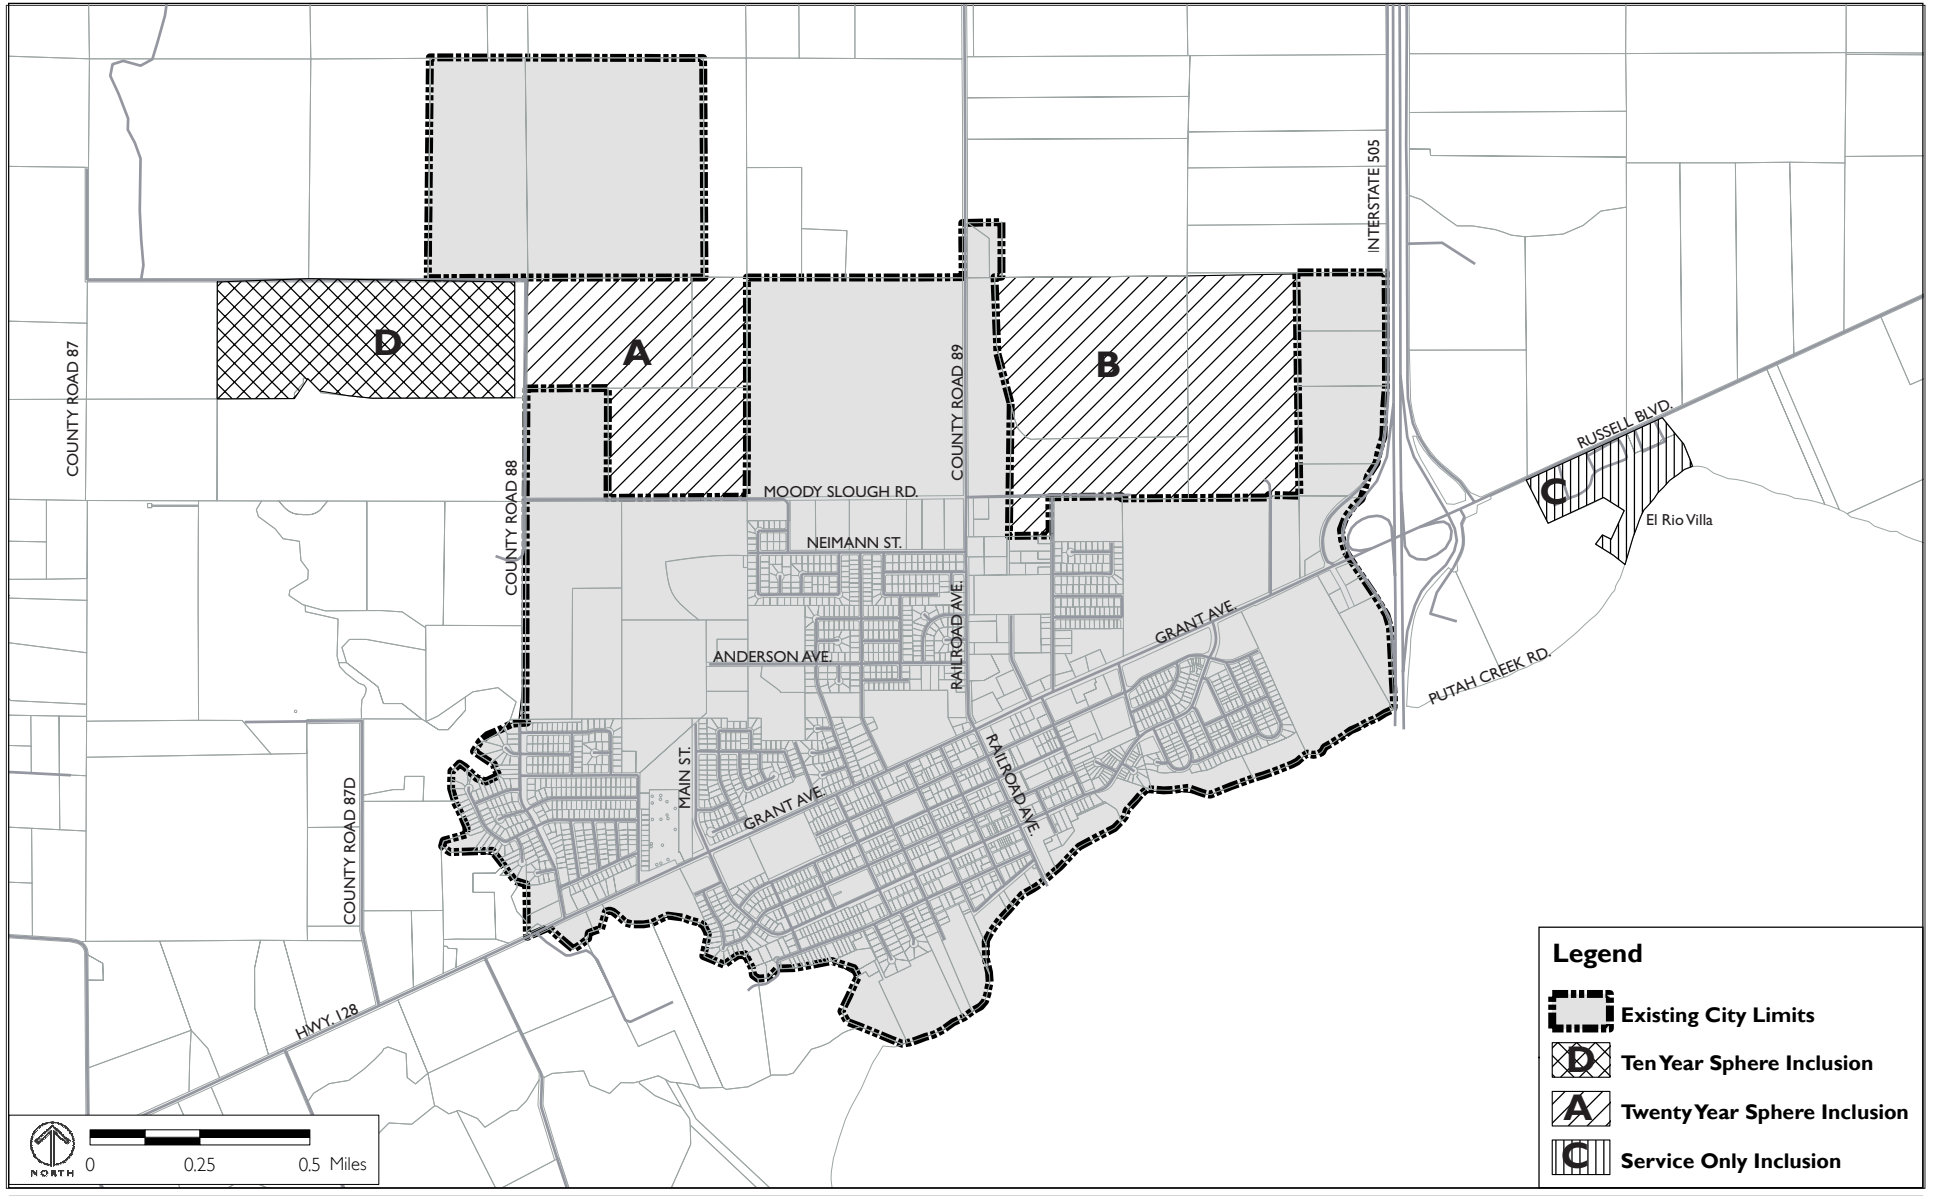 INTERSTATE 505
D
A
B
COUNTY ROAD 87
COUNTY ROAD 88
COUNTY ROAD 89
RUSSELL BLVD.
C
El Rio Villa
MOODY SLOUGH RD.
NEIMANN ST.
RAILROAD AVE.
GRANT AVE.
ANDERSON AVE.
PUTAH CREEK RD.
MAIN ST.
RAILROAD AVE.
GRANT AVE.
COUNTY ROAD 87D
HWY. 128
Legend
Existing City Limits
D Ten Year Sphere Inclusion
A Twenty Year Sphere Inclusion
C Service Only Inclusion
NORTH
0 0.25 0.5 Miles